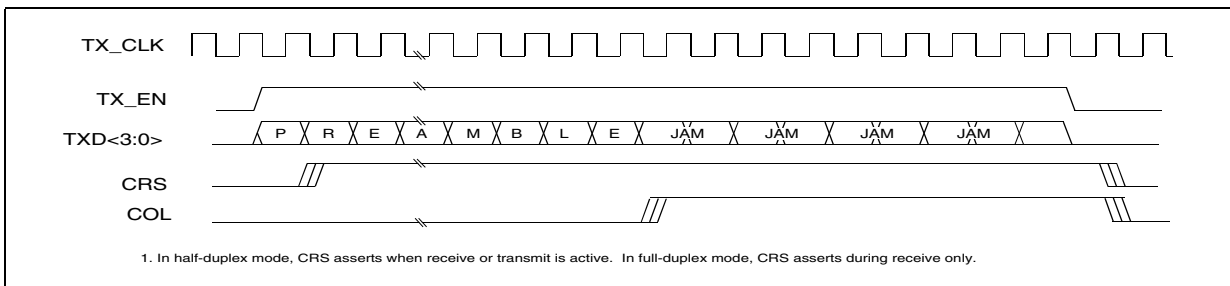 TX_CLK
TX_EN
TXD<3:0> P R E A M B L E JAM JAM JAM JAM
CRS
COL
1. In half-duplex mode, CRS asserts when receive or transmit is active. In full-duplex mode, CRS asserts during receive only.